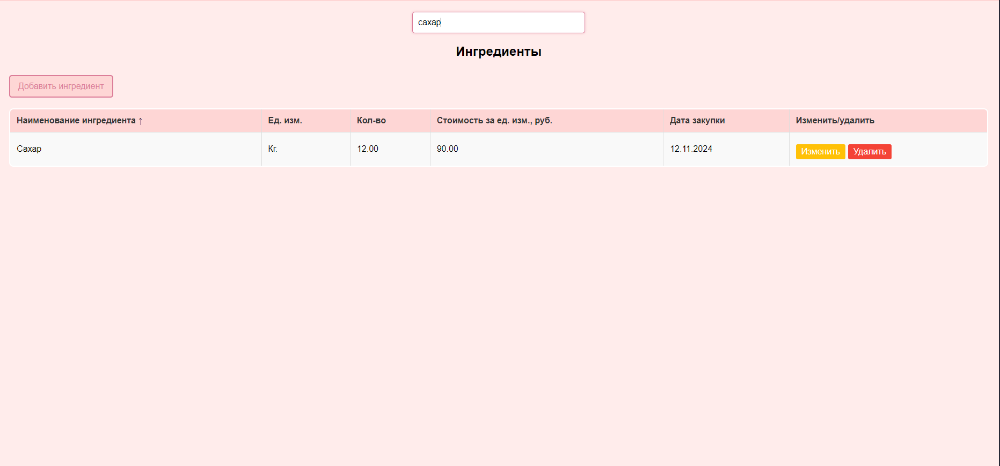 сахар
Ингредиенты
Добавить ингредиент
Наименование ингредиента ↑ Ед. изм. Кол-во Стоимость за ед. изм., руб. Дата закупки Изменить/удалить
Сахар Кг. 12.00 90.00 12.11.2024 Изменить Удалить